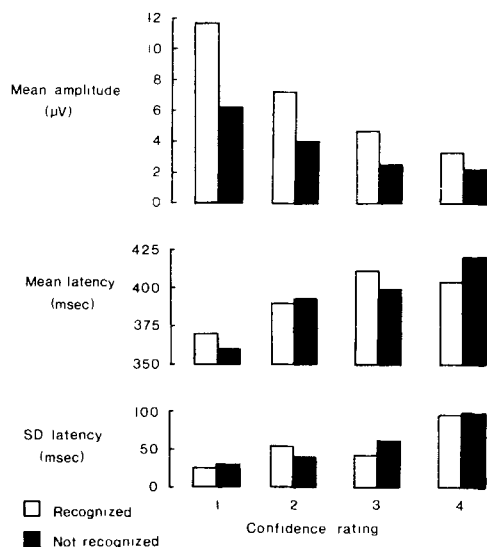 12
10
Mean amplitude
8
(μV)
6
4
2
0
425
Mean latency
400
(msec)
375
350
100
SD latency
50
(msec)
0
1 2 3 4
Recognized
Confidence rating
Not recognized